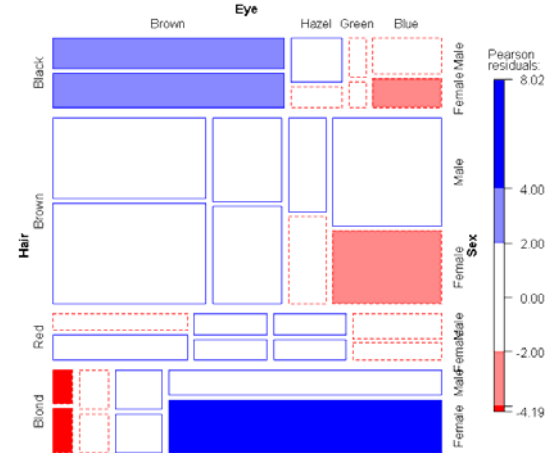 Eye
Brown Hazel Green Blue
Pearson
residuals:
8.02
4.00
2.00
0.00
-2.00
-4.19
Hair
Black
Brown
Red
Blond
Sex
Male
Female
Male
Female
Male
Female
Male
Female